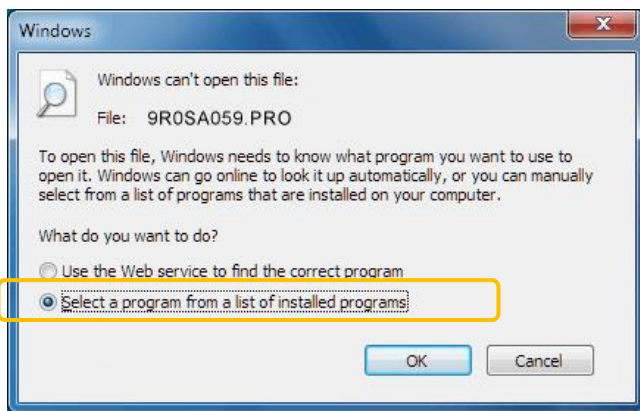 Windows
Windows can't open this file:
File: 9R0SA059.PRO
To open this file, Windows needs to know what program you want to use to
open it. Windows can go online to look it up automatically, or you can manually
select from a list of programs that are installed on your computer.
What do you want to do?
Use the Web service to find the correct program
Select a program from a list of installed programs
OK Cancel